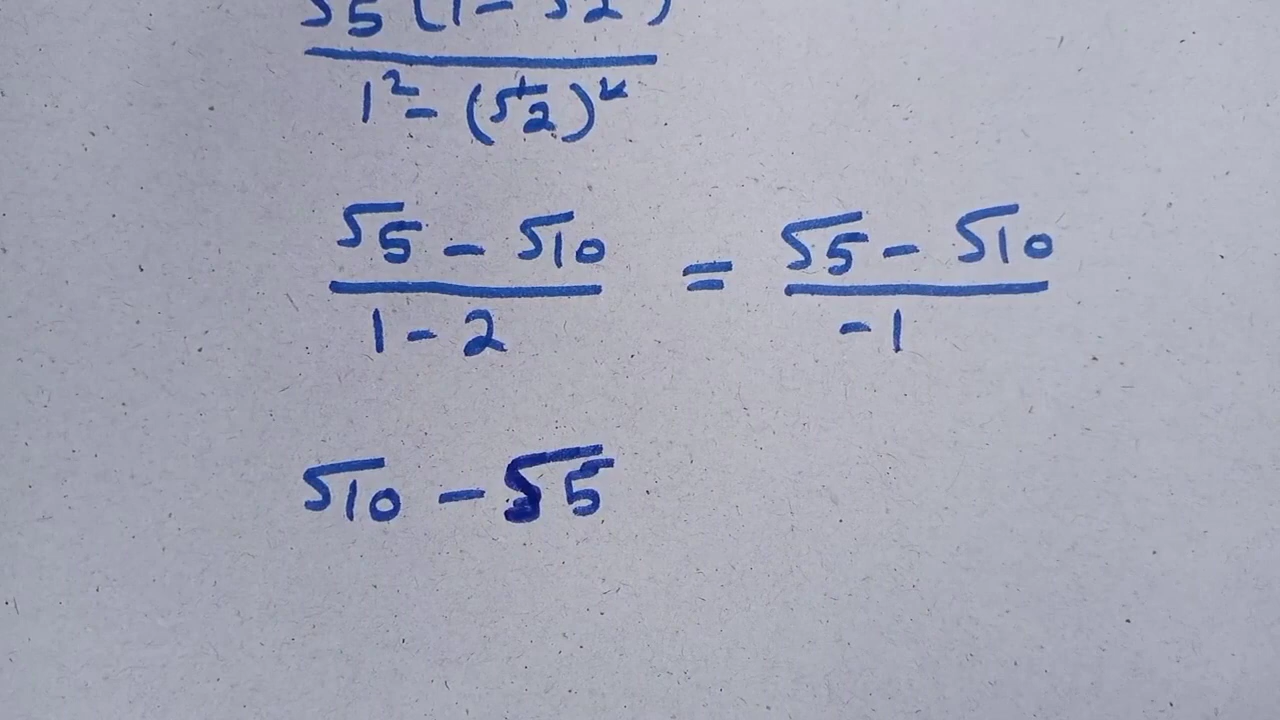 √5 (1 - √2)
1² - (√2)²
√5 - √10 = √5 - √10
1 - 2 -1
√10 - √5